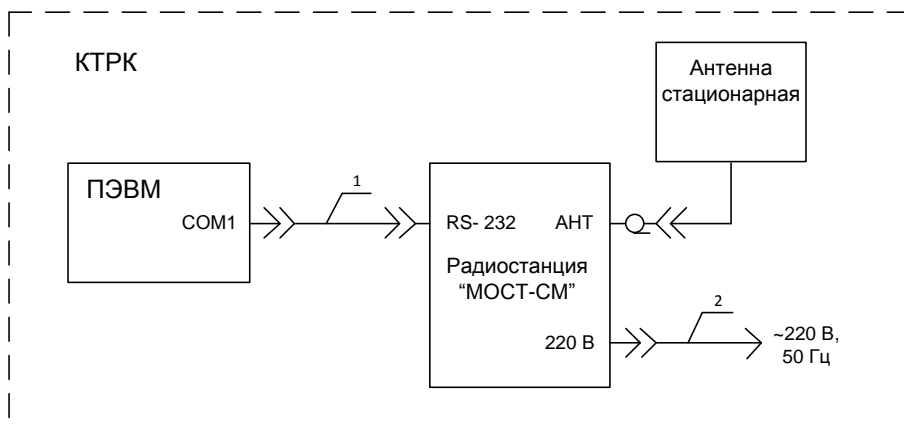 КТРК
Антенна
стационарная
ПЭВМ
COM1
1
RS- 232
АНТ
Радиостанция
“МОСТ-СМ”
220 В
2
~220 В,
50 Гц